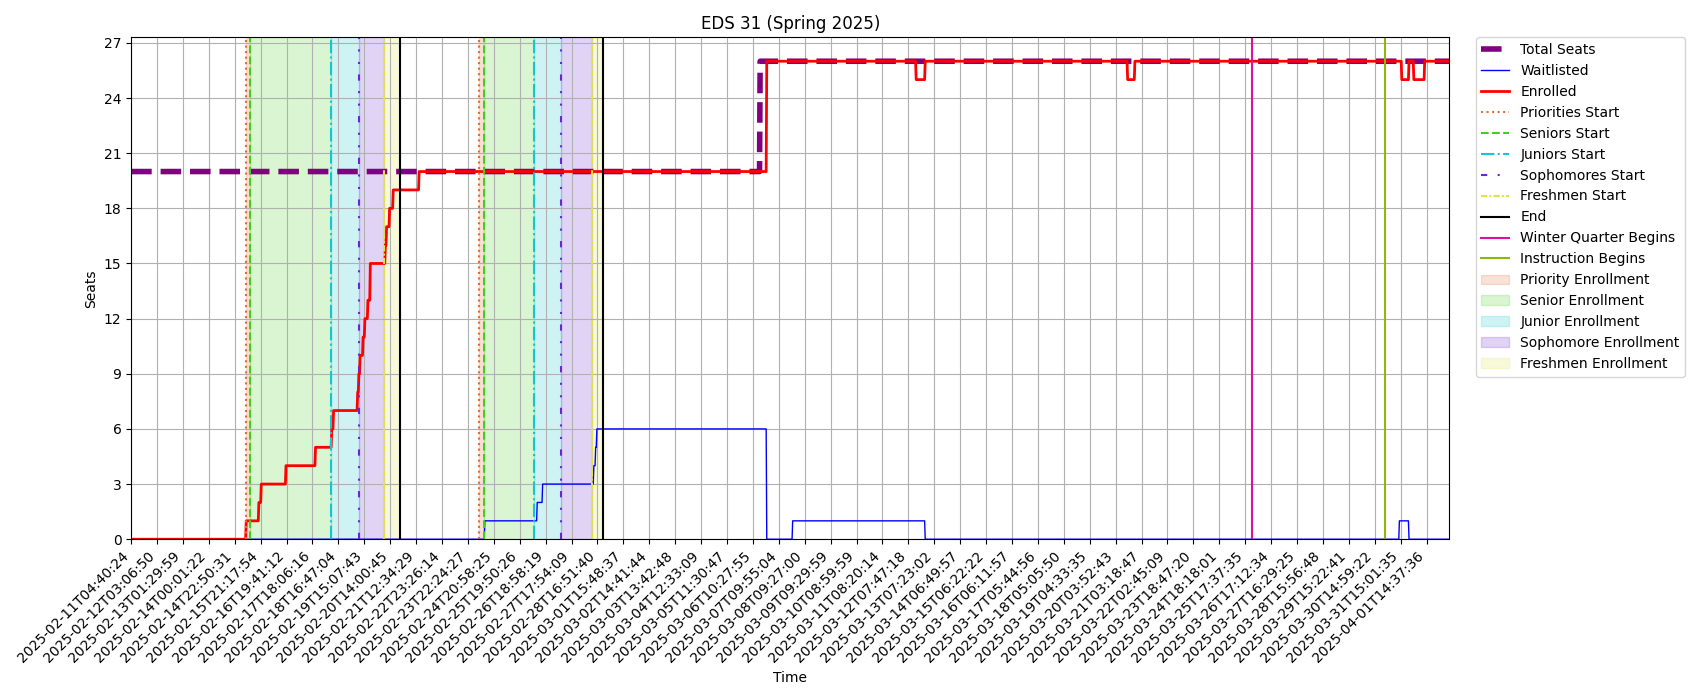 EDS 31 (Spring 2025)
27
24
21
18
15
12
9
6
3
0
Seats
2025-02-11T04:40:24
2025-02-12T03:06:50
2025-02-13T01:29:59
2025-02-14T00:01:22
2025-02-14T22:50:31
2025-02-15T21:17:54
2025-02-16T19:41:12
2025-02-17T18:06:16
2025-02-18T16:47:04
2025-02-19T15:07:43
2025-02-20T14:00:45
2025-02-21T12:34:29
2025-02-23T23:26:14
2025-02-23T22:24:27
2025-02-24T20:58:25
2025-02-25T19:50:26
2025-02-26T18:58:19
2025-02-27T17:54:09
2025-02-28T16:51:40
2025-03-01T15:48:37
2025-03-02T14:41:44
2025-03-03T13:42:48
2025-03-04T12:33:09
2025-03-05T11:30:47
2025-03-06T10:27:55
2025-03-07T09:55:04
2025-03-08T09:27:00
2025-03-09T09:29:59
2025-03-10T08:59:59
2025-03-11T08:20:14
2025-03-12T07:47:18
2025-03-13T07:23:02
2025-03-14T06:49:57
2025-03-15T06:22:22
2025-03-16T06:11:57
2025-03-17T05:44:56
2025-03-18T05:05:50
2025-03-19T04:33:35
2025-03-20T03:52:43
2025-03-21T03:18:47
2025-03-22T02:45:09
2025-03-23T18:47:20
2025-03-24T18:18:01
2025-03-25T17:37:35
2025-03-26T17:12:34
2025-03-27T16:29:25
2025-03-28T15:56:48
2025-03-29T15:22:41
2025-03-30T14:59:22
2025-03-31T15:01:35
2025-04-01T14:37:36
Time
Total Seats
Waitlisted
Enrolled
Priorities Start
Seniors Start
Juniors Start
Sophomores Start
Freshmen Start
End
Winter Quarter Begins
Instruction Begins
Priority Enrollment
Senior Enrollment
Junior Enrollment
Sophomore Enrollment
Freshmen Enrollment